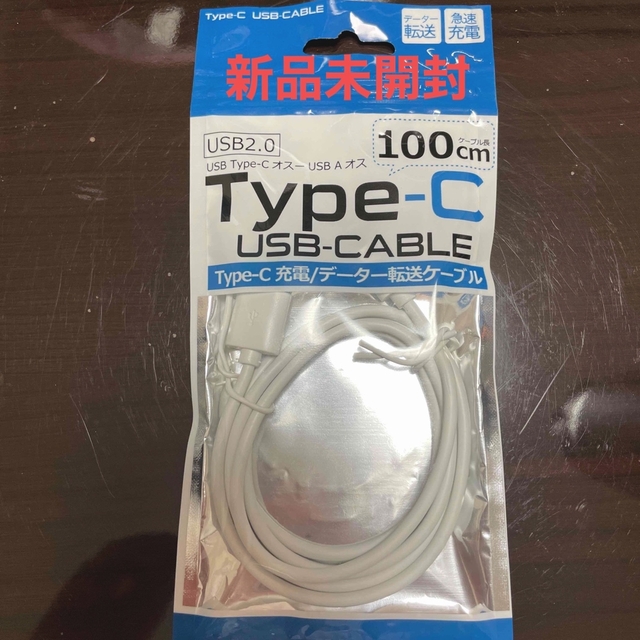 Type-C USB-CABLE
データー
転送
急速
充電
新品未開封
USB2.0
ケーブル長
100cm
USB Type-C オスー USB A オス
Type-C
USB-CABLE
Type-C 充電/データー転送ケーブル